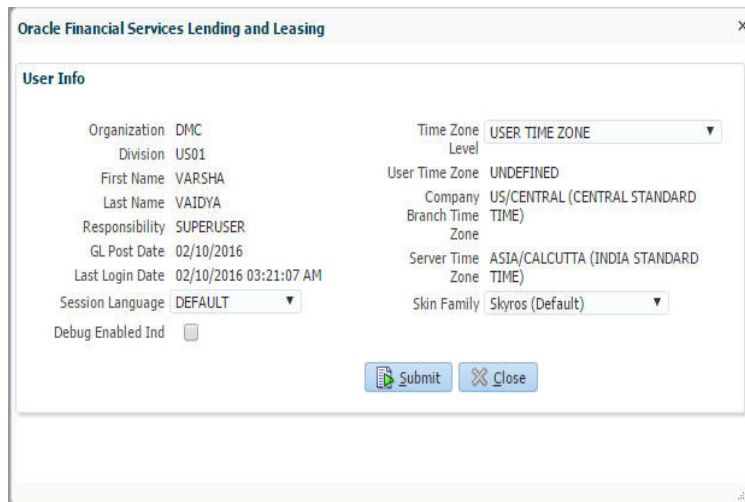 Oracle Financial Services Lending and Leasing
User Info
Organization DMC
Division US01
First Name VARSHA
Last Name VAIDYA
Responsibility SUPERUSER
GL Post Date 02/10/2016
Last Login Date 02/10/2016 03:21:07 AM
Session Language DEFAULT
Debug Enabled Ind
Time Zone Level USER TIME ZONE
User Time Zone UNDEFINED
Company US/CENTRAL (CENTRAL STANDARD
Branch Time TIME)
Zone
Server Time ASIA/CALCUTTA (INDIA STANDARD
Zone TIME)
Skin Family Skyros (Default)
Submit Close